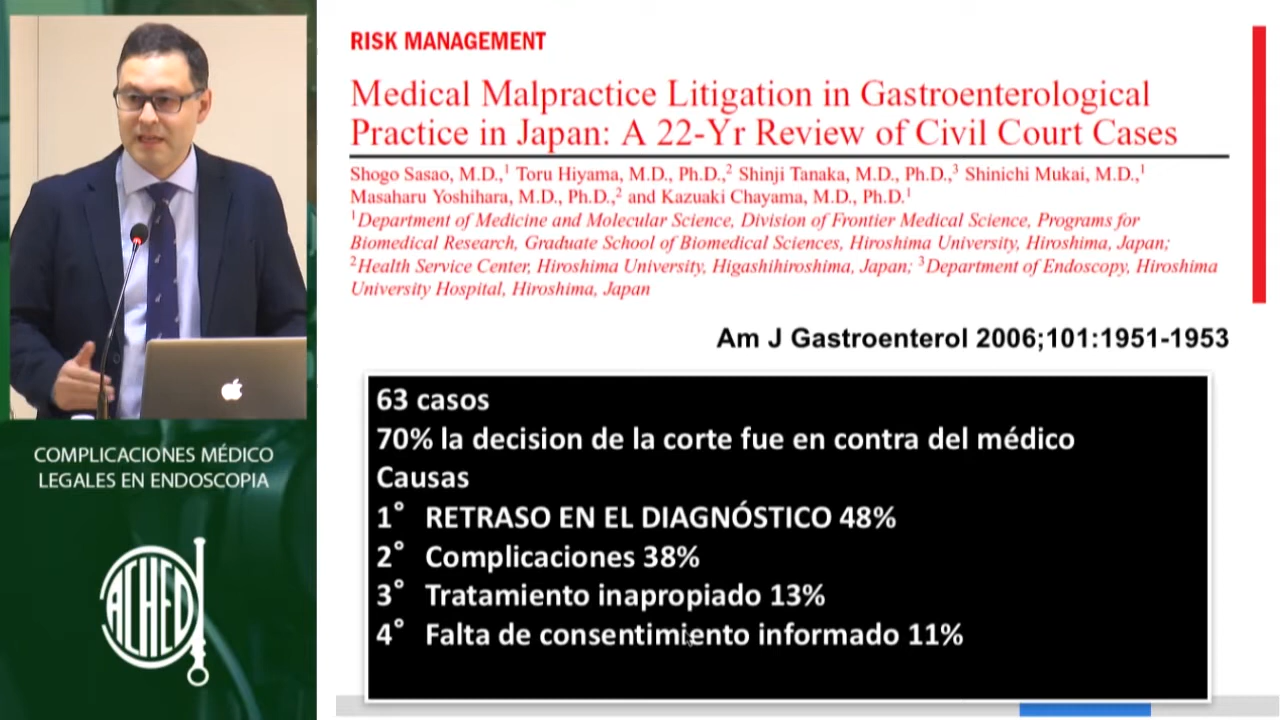 RISK MANAGEMENT
Medical Malpractice Litigation in Gastroenterological
Practice in Japan: A 22-Yr Review of Civil Court Cases
Shogo Sasao, M.D.,¹ Toru Hiyama, M.D., Ph.D.,² Shinji Tanaka, M.D., Ph.D.,³ Shinichi Mukai, M.D.,¹
Masaharu Yoshihara, M.D., Ph.D.,² and Kazuaki Chayama, M.D., Ph.D.¹
¹Department of Medicine and Molecular Science, Division of Frontier Medical Science, Programs for
Biomedical Research, Graduate School of Biomedical Sciences, Hiroshima University, Hiroshima, Japan;
²Health Service Center, Hiroshima University, Higashihiroshima, Japan; ³Department of Endoscopy, Hiroshima
University Hospital, Hiroshima, Japan
Am J Gastroenterol 2006;101:1951-1953
63 casos
70% la decision de la corte fue en contra del médico
Causas
1° RETRASO EN EL DIAGNÓSTICO 48%
2° Complicaciones 38%
3° Tratamiento inapropiado 13%
4° Falta de consentimiento informado 11%
COMPLICACIONES MÉDICO
LEGALES EN ENDOSCOPIA
ACHED